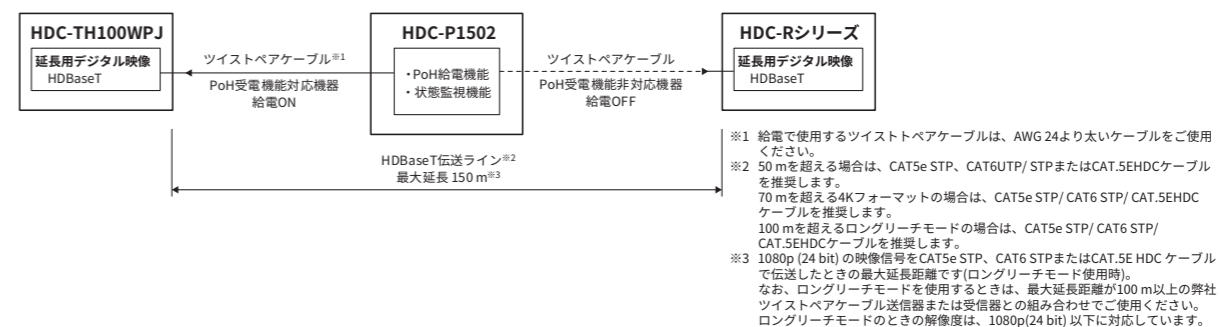 HDC-TH100WPJ
延長用デジタル映像
HDBaseT
ツイストペアケーブル※1
PoH受電機能対応機器
給電ON
HDC-P1502
・PoH給電機能
・状態監視機能
ツイストペアケーブル
PoH受電機能非対応機器
給電OFF
HDC-Rシリーズ
延長用デジタル映像
HDBaseT
HDBaseT伝送ライン※2
最大延長 150 m※3
※1 給電で使用するツイストトペアケーブルは、AWG 24より太いケーブルをご使用
ください。
※2 50 mを超える場合は、CAT5e STP、CAT6UTP/ STPまたはCAT.5EHDCケーブル
を推奨します。
70 mを超える4Kフォーマットの場合は、CAT5e STP/ CAT6 STP/ CAT.5EHDC
ケーブルを推奨します。
100 mを超えるロングリーチモードの場合は、CAT5e STP/ CAT6 STP/
CAT.5EHDCケーブルを推奨します。
※3 1080p (24 bit) の映像信号をCAT5e STP、CAT6 STPまたはCAT.5E HDC ケーブル
で伝送したときの最大延長距離です(ロングリーチモード使用時)。
なお、ロングリーチモードを使用するときは、最大延長距離が100 m以上の弊社
ツイストペアケーブル送信器または受信器との組み合わせでご使用ください。
ロングリーチモードのときの解像度は、1080p(24 bit) 以下に対応しています。